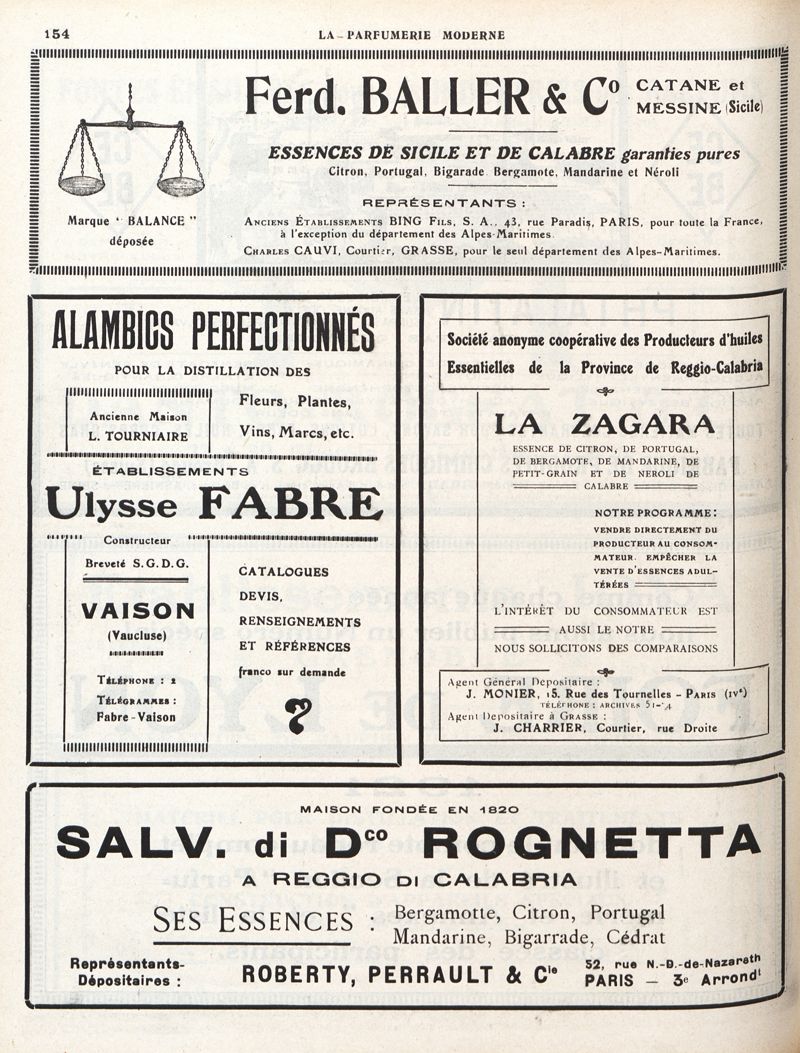 154
LA-PARFUMERIE MODERNE
Ferd. BALLER & Cº
CATANE et
MESSINE (Sicile)
ESSENCES DE SICILE ET DE CALABRE garanties pures
Citron, Portugal, Bigarade Bergamote, Mandarine et Néroli
Marque “ BALANCE ”
déposée
REPRÉSENTANTS :
ANCIENS ÉTABLISSEMENTS BING FILS, S. A., 43, rue Paradis, PARIS, pour toute la France,
à l'exception du département des Alpes-Maritimes.
CHARLES CAUVI, Courtier, GRASSE, pour le seul département des Alpes-Maritimes.
ALAMBICS PERFECTIONNÉS
POUR LA DISTILLATION DES
Fleurs, Plantes,
Vins, Marcs, etc.
Ancienne Maison
L. TOURNIAIRE
ÉTABLISSEMENTS
Ulysse FABRE
Constructeur
Breveté S.G.D.G.
VAISON
(Vaucluse)
TÉLÉPHONE : 2
TÉLÉGRAMMES :
Fabre-Vaison
CATALOGUES
DEVIS,
RENSEIGNEMENTS
ET RÉFÉRENCES
franco sur demande
Société anonyme coopérative des Producteurs d'huiles
Essentielles de la Province de Reggio-Calabria
LA ZAGARA
ESSENCE DE CITRON, DE PORTUGAL,
DE BERGAMOTE, DE MANDARINE, DE
PETIT-GRAIN ET DE NEROLI DE
CALABRE
NOTRE PROGRAMME :
VENDRE DIRECTEMENT DU
PRODUCTEUR AU CONSOM-
MATEUR. EMPÊCHER LA
VENTE D'ESSENCES ADUL-
TÉRÉES
L'INTÉRÊT DU CONSOMMATEUR EST
AUSSI LE NOTRE
NOUS SOLLICITONS DES COMPARAISONS
Agent Général Depositaire :
J. MONIER, 15, Rue des Tournelles - PARIS (IVe)
TÉLÉPHONE : ARCHIVES
Agent Depositaire à GRASSE :
J. CHARRIER, Courtier, rue Droite
MAISON FONDÉE EN 1820
SALV. di Dco ROGNETTA
A REGGIO DI CALABRIA
SES ESSENCES :
Bergamotte, Citron, Portugal
Mandarine, Bigarrade, Cédrat
Représentants-
Dépositaires :
ROBERTY, PERRAULT & Cie
52, rue N.-D.-de-Nazareth
PARIS — 3e Arrondt